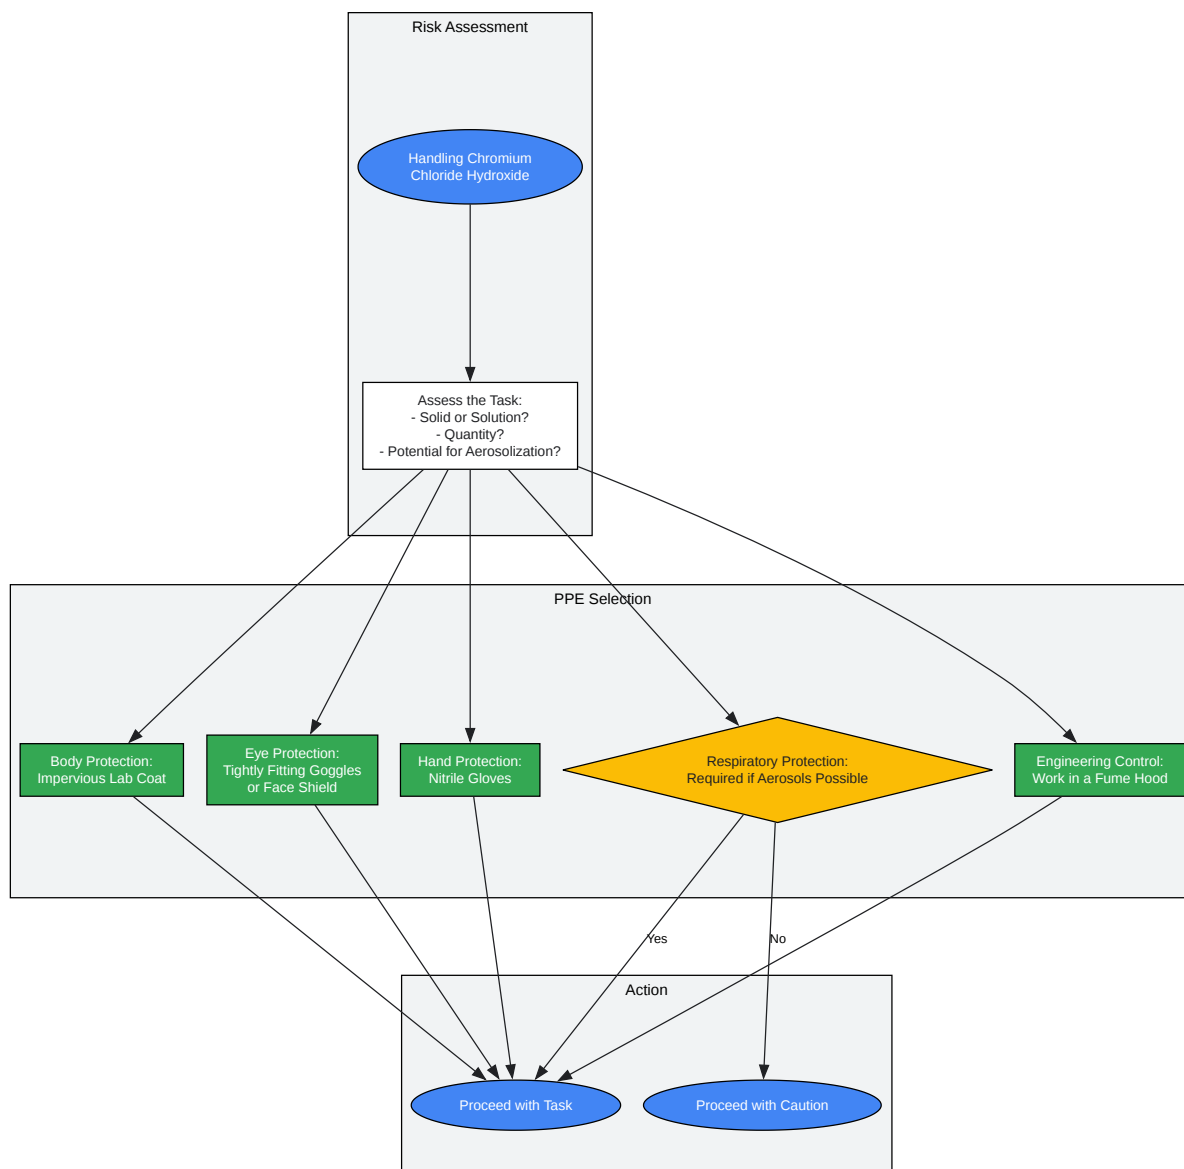 Risk Assessment
Handling Chromium
Chloride Hydroxide
Assess the Task:
- Solid or Solution?
- Quantity?
- Potential for Aerosolization?
PPE Selection
Body Protection:
Impervious Lab Coat
Eye Protection:
Tightly Fitting Goggles
or Face Shield
Hand Protection:
Nitrile Gloves
Respiratory Protection:
Required if Aerosols Possible
Engineering Control:
Work in a Fume Hood
Yes
No
Action
Proceed with Task
Proceed with Caution